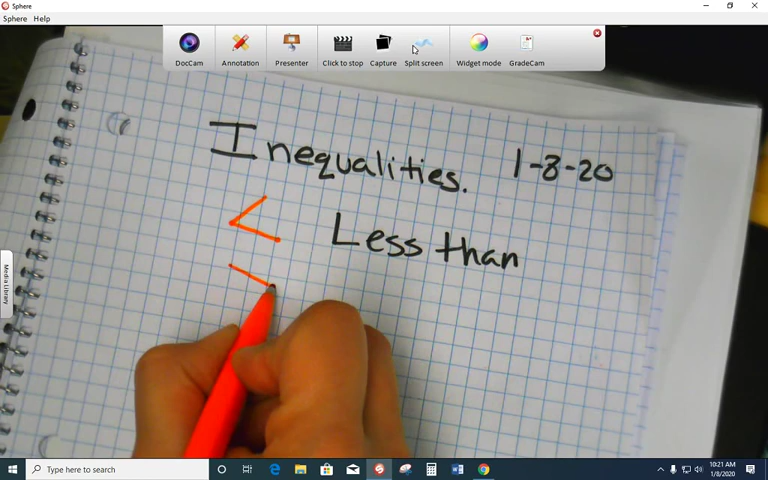 Sphere
Sphere Help
DocCam Annotation Presenter Click to stop Capture Split screen Widget mode GradeCam
Inequalities. 1-8-20
< Less than
Media Library
Type here to search
10:21 AM
1/8/2020